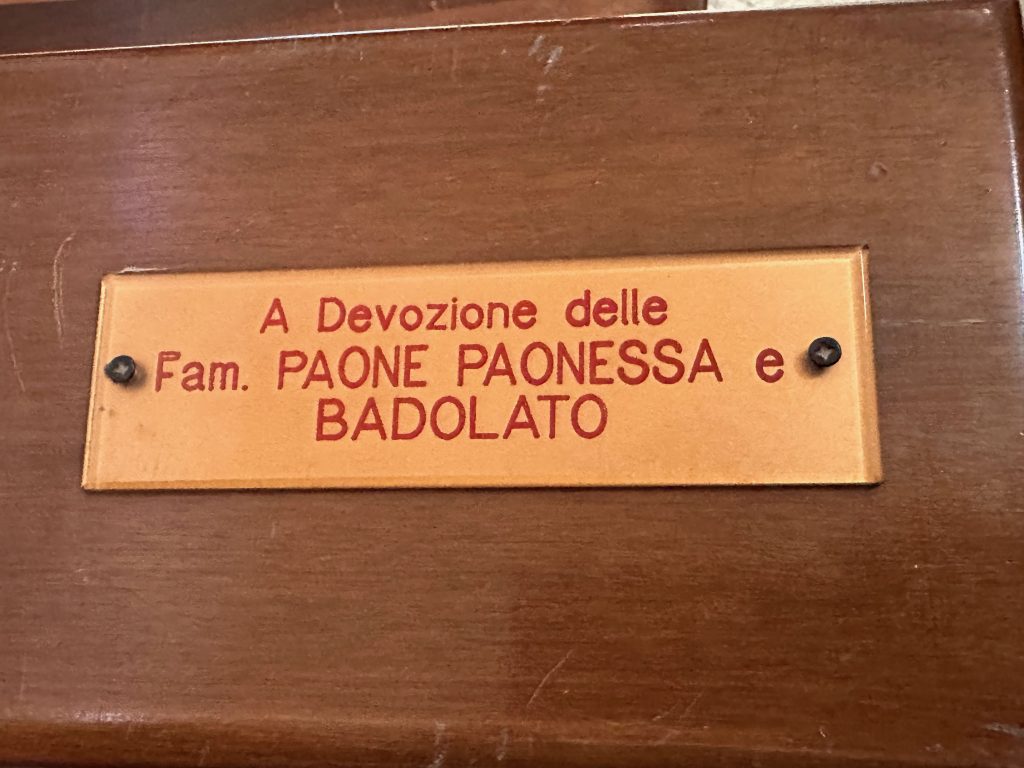 A Devozione delle
Fam. PAONE PAONESSA e
BADOLATO